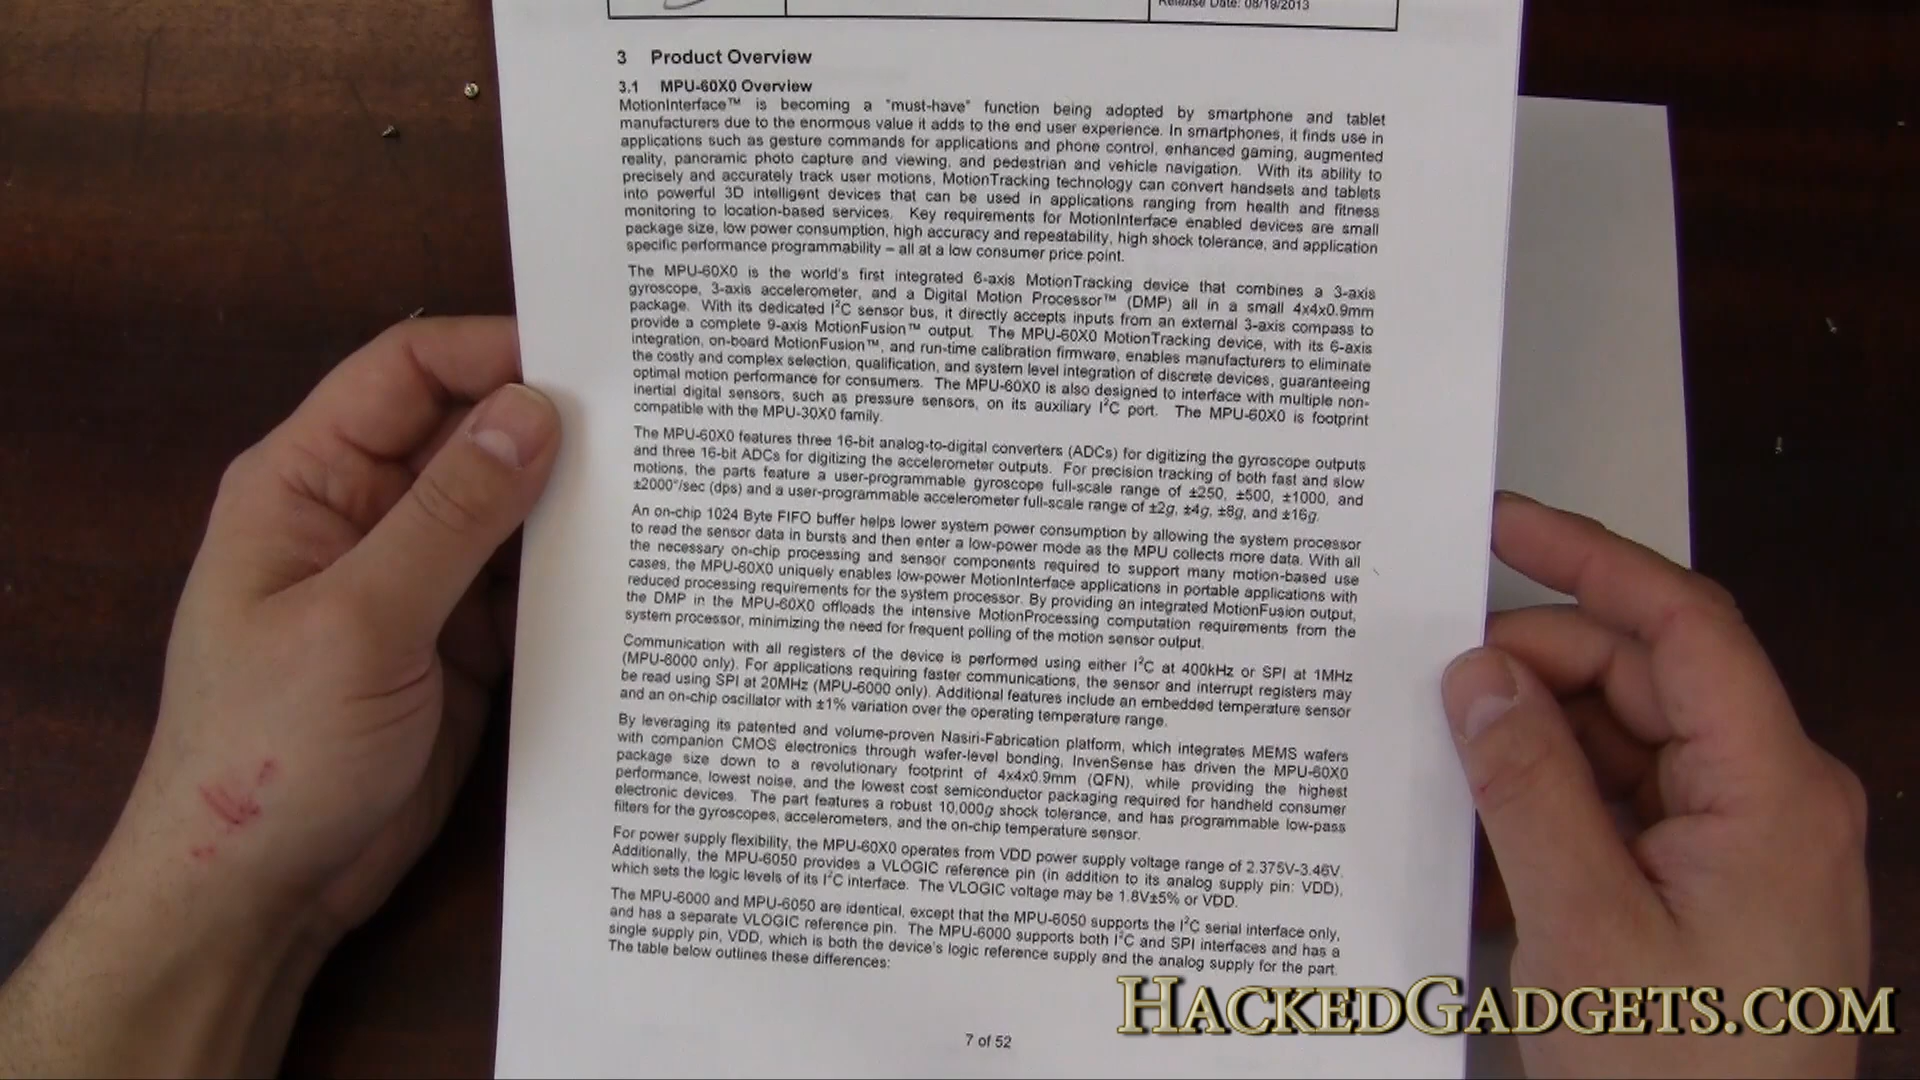 Release Date: 08/19/2013
3 Product Overview
3.1 MPU-60X0 Overview
MotionInterface™ is becoming a "must-have" function being adopted by smartphone and tablet
manufacturers due to the enormous value it adds to the end user experience. In smartphones, it finds use in
applications such as gesture commands for applications and phone control, enhanced gaming, augmented
reality, panoramic photo capture and viewing, and pedestrian and vehicle navigation. With its ability to
precisely and accurately track user motions, MotionTracking technology can convert handsets and tablets
into powerful 3D intelligent devices that can be used in applications ranging from health and fitness
monitoring to location-based services. Key requirements for MotionInterface enabled devices are small
package size, low power consumption, high accuracy and repeatability, high shock tolerance, and application
specific performance programmability – all at a low consumer price point.
The MPU-60X0 is the world's first integrated 6-axis MotionTracking device that combines a 3-axis
gyroscope, 3-axis accelerometer, and a Digital Motion Processor™ (DMP) all in a small 4x4x0.9mm
package. With its dedicated I²C sensor bus, it directly accepts inputs from an external 3-axis compass to
provide a complete 9-axis MotionFusion™ output. The MPU-60X0 MotionTracking device, with its 6-axis
integration, on-board MotionFusion™, and run-time calibration firmware, enables manufacturers to eliminate
the costly and complex selection, qualification, and system level integration of discrete devices, guaranteeing
optimal motion performance for consumers. The MPU-60X0 is also designed to interface with multiple non-
inertial digital sensors, such as pressure sensors, on its auxiliary I²C port. The MPU-60X0 is footprint
compatible with the MPU-30X0 family.
The MPU-60X0 features three 16-bit analog-to-digital converters (ADCs) for digitizing the gyroscope outputs
and three 16-bit ADCs for digitizing the accelerometer outputs. For precision tracking of both fast and slow
motions, the parts feature a user-programmable gyroscope full-scale range of ±250, ±500, ±1000, and
±2000°/sec (dps) and a user-programmable accelerometer full-scale range of ±2g, ±4g, ±8g, and ±16g.
An on-chip 1024 Byte FIFO buffer helps lower system power consumption by allowing the system processor
to read the sensor data in bursts and then enter a low-power mode as the MPU collects more data. With all
the necessary on-chip processing and sensor components required to support many motion-based use
cases, the MPU-60X0 uniquely enables low-power MotionInterface applications in portable applications with
reduced processing requirements for the system processor. By providing an integrated MotionFusion output,
the DMP in the MPU-60X0 offloads the intensive MotionProcessing computation requirements from the
system processor, minimizing the need for frequent polling of the motion sensor output.
Communication with all registers of the device is performed using either I²C at 400kHz or SPI at 1MHz
(MPU-6000 only). For applications requiring faster communications, the sensor and interrupt registers may
be read using SPI at 20MHz (MPU-6000 only). Additional features include an embedded temperature sensor
and an on-chip oscillator with ±1% variation over the operating temperature range.
By leveraging its patented and volume-proven Nasiri-Fabrication platform, which integrates MEMS wafers
with companion CMOS electronics through wafer-level bonding, InvenSense has driven the MPU-60X0
package size down to a revolutionary footprint of 4x4x0.9mm (QFN), while providing the highest
performance, lowest noise, and the lowest cost semiconductor packaging required for handheld consumer
electronic devices. The part features a robust 10,000g shock tolerance, and has programmable low-pass
filters for the gyroscopes, accelerometers, and the on-chip temperature sensor.
For power supply flexibility, the MPU-60X0 operates from VDD power supply voltage range of 2.375V-3.46V.
Additionally, the MPU-6050 provides a VLOGIC reference pin (in addition to its analog supply pin: VDD),
which sets the logic levels of its I²C interface. The VLOGIC voltage may be 1.8V±5% or VDD.
The MPU-6000 and MPU-6050 are identical, except that the MPU-6050 supports the I²C serial interface only,
and has a separate VLOGIC reference pin. The MPU-6000 supports both I²C and SPI interfaces and has a
single supply pin, VDD, which is both the device's logic reference supply and the analog supply for the part.
The table below outlines these differences:
7 of 52
HACKEDGADGETS.COM